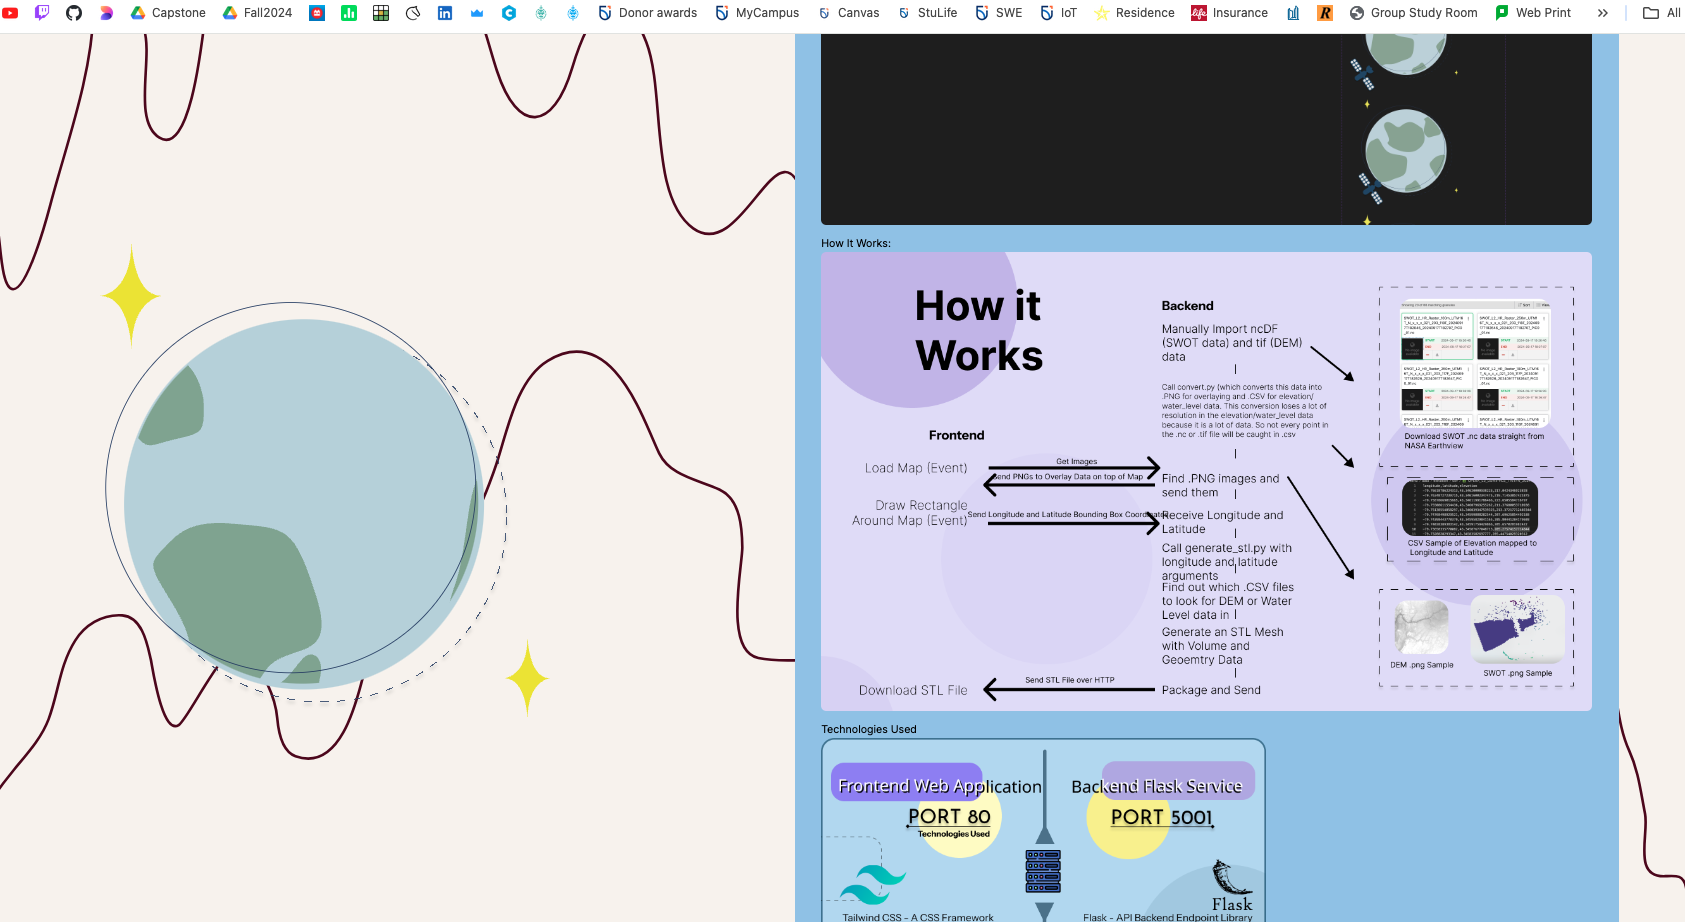 Capstone
Fall2024
Donor awards
MyCampus
Canvas
StuLife
SWE
IoT
Residence
Insurance
Group Study Room
Web Print
All
How It Works:
How it
Works
Frontend
Load Map (Event)
Draw Rectangle
Around Map (Event)
Download STL File
Get Images
Send PNGs to Overlay Data on top of Map
Send Longitude and Latitude Bounding Box Coordinates
Send STL File over HTTP
Backend
Manually Import ncDF
(SWOT data) and tif (DEM)
data
Call convert.py (which converts this data into
.PNG for overlaying and .CSV for elevation/
water_level data. This conversion loses a lot of
resolution in the elevation/water_level data
because it is a lot of data. So not every point in
the .nc or .tif file will be caught in .csv
Find .PNG images and
send them
Receive Longitude and
Latitude
Call generate_stl.py with
longitude and latitude
arguments
Find out which .CSV files
to look for DEM or Water
Level data in
Generate an STL Mesh
with Volume and
Geoemtry Data
Package and Send
Download SWOT .nc data straight from
NASA Earthview
CSV Sample of Elevation mapped to
Longitude and Latitude
DEM .png Sample
SWOT .png Sample
Technologies Used
Frontend Web Application
PORT 80
Technologies Used
Tailwind CSS - A CSS Framework
Backend Flask Service
PORT 5001
Flask
Flask - API Backend Endpoint Library